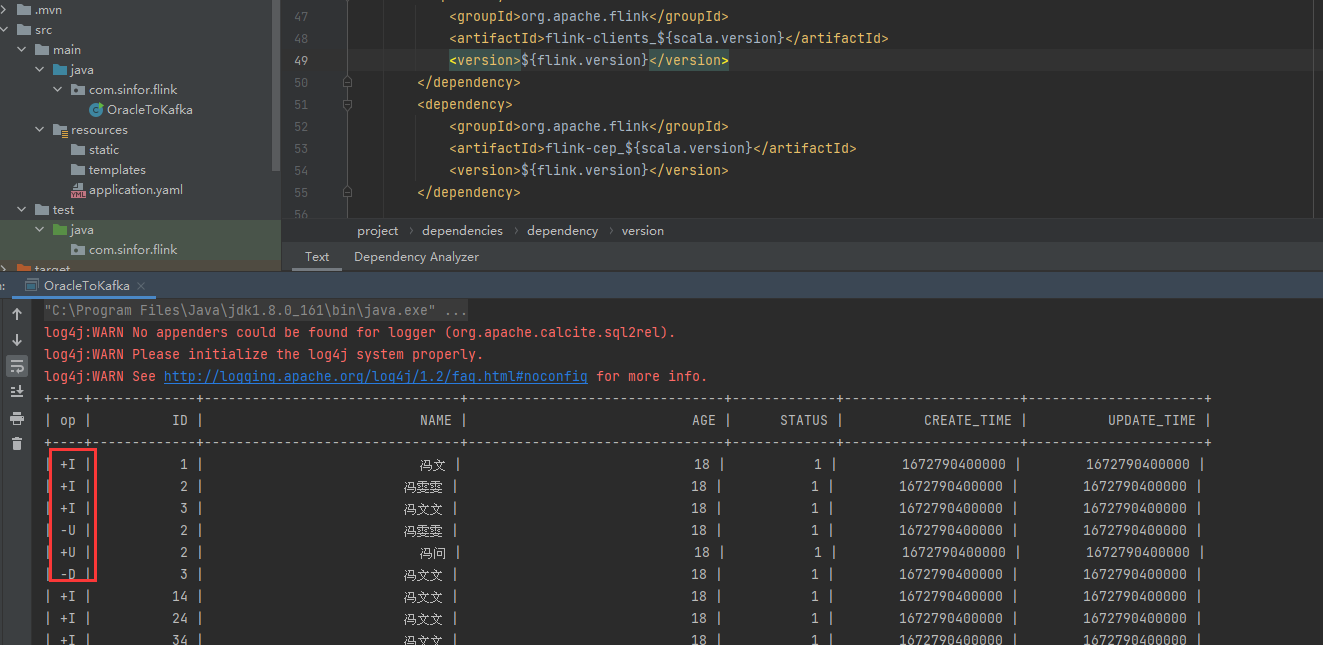 .mvn
src
main
java
com.sinfor.flink
OracleToKafka
resources
static
templates
application.yaml
test
java
com.sinfor.flink
target
47 <groupId>org.apache.flink</groupId>
48 <artifactId>flink-clients_${scala.version}</artifactId>
49 <version>${flink.version}</version>
50 </dependency>
51 <dependency>
52 <groupId>org.apache.flink</groupId>
53 <artifactId>flink-cep_${scala.version}</artifactId>
54 <version>${flink.version}</version>
55 </dependency>
56
project › dependencies › dependency › version
Text Dependency Analyzer
OracleToKafka ×
"C:\Program Files\Java\jdk1.8.0_161\bin\java.exe" ...
log4j:WARN No appenders could be found for logger (org.apache.calcite.sql2rel).
log4j:WARN Please initialize the log4j system properly.
log4j:WARN See http://logging.apache.org/log4j/1.2/faq.html#noconfig for more info.
| op | ID | NAME | AGE | STATUS | CREATE_TIME | UPDATE_TIME |
| +I | 1 | 冯文 | 18 | 1 | 1672790400000 | 1672790400000 |
| +I | 2 | 冯雯雯 | 18 | 1 | 1672790400000 | 1672790400000 |
| +I | 3 | 冯文文 | 18 | 1 | 1672790400000 | 1672790400000 |
| -U | 2 | 冯雯雯 | 18 | 1 | 1672790400000 | 1672790400000 |
| +U | 2 | 冯问 | 18 | 1 | 1672790400000 | 1672790400000 |
| -D | 3 | 冯文文 | 18 | 1 | 1672790400000 | 1672790400000 |
| +I | 14 | 冯文文 | 18 | 1 | 1672790400000 | 1672790400000 |
| +I | 24 | 冯文文 | 18 | 1 | 1672790400000 | 1672790400000 |
| +I | 34 | 冯文文 | 18 | 1 | 1672790400000 | 1672790400000 |